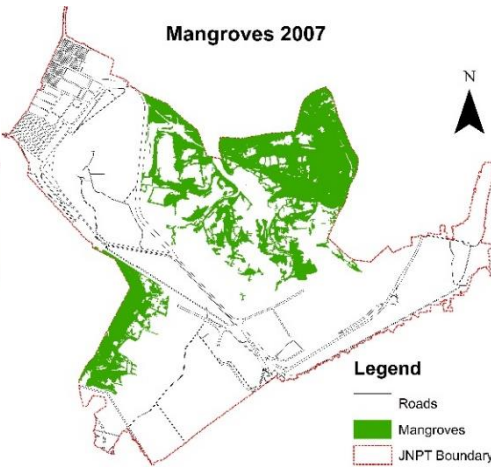 Mangroves 2007
N
Legend
Roads
Mangroves
JNPT Boundary